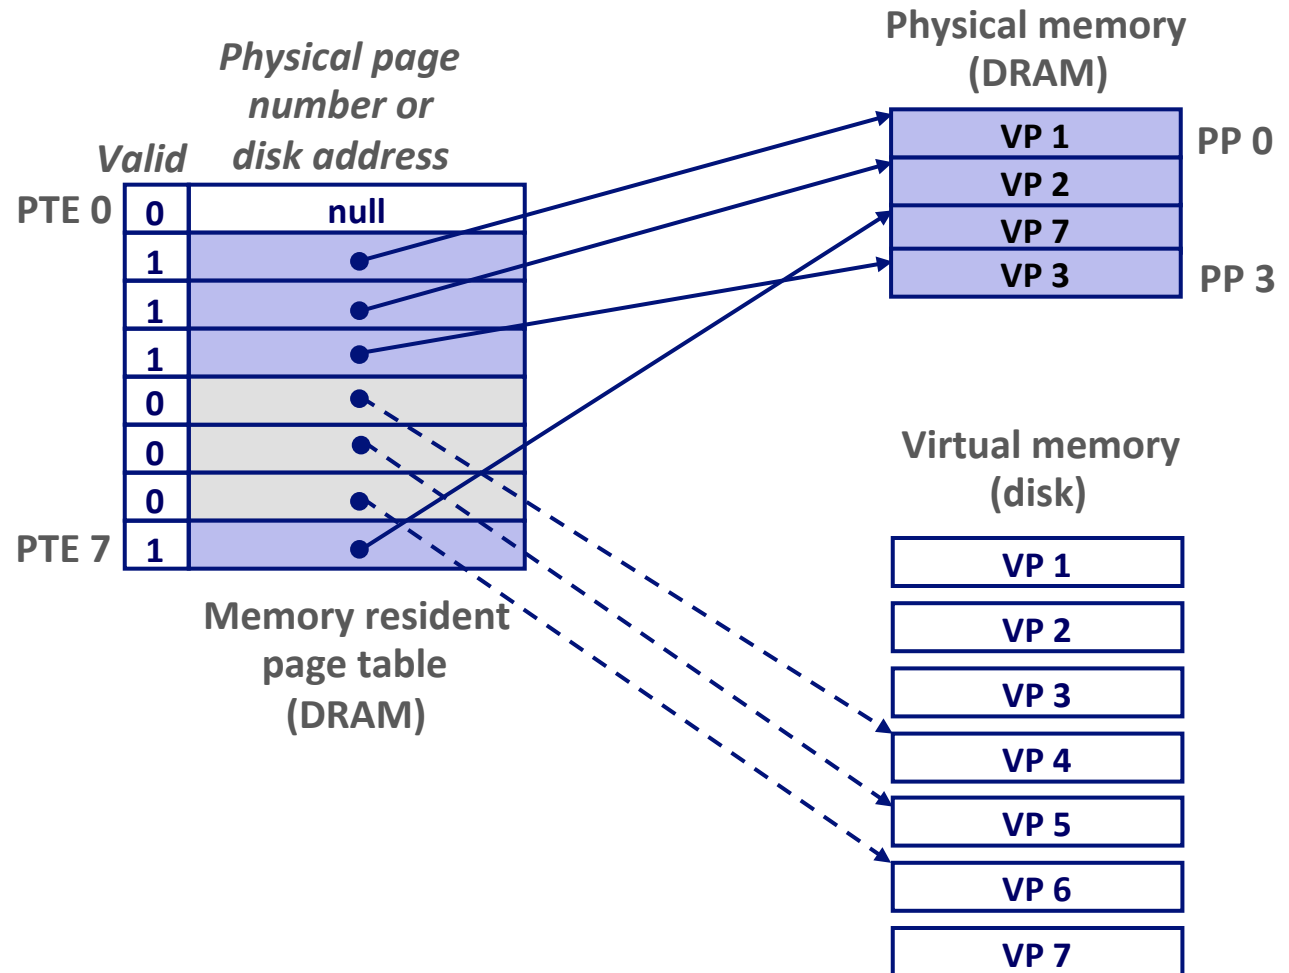 Physical memory
(DRAM)
Physical page
number or
disk address
Valid
PTE 0
0
null
1
1
1
0
0
0
PTE 7
1
Memory resident
page table
(DRAM)
VP 1
PP 0
VP 2
VP 7
VP 3
PP 3
Virtual memory
(disk)
VP 1
VP 2
VP 3
VP 4
VP 5
VP 6
VP 7